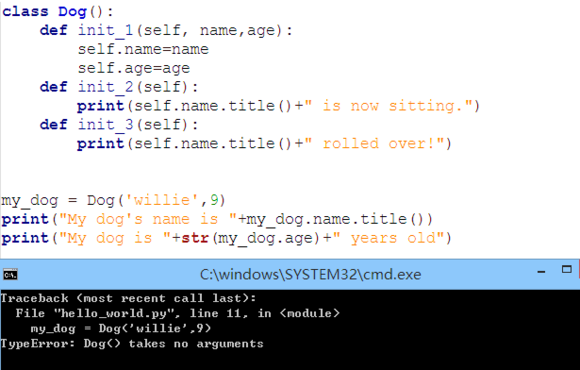 class Dog():
    def init_1(self, name,age):
        self.name=name
        self.age=age
    def init_2(self):
        print(self.name.title()+" is now sitting.")
    def init_3(self):
        print(self.name.title()+" rolled over!")
my_dog = Dog('willie',9)
print("My dog's name is "+my_dog.name.title())
print("My dog is "+str(my_dog.age)+" years old")
C:\windows\SYSTEM32\cmd.exe
Traceback (most recent call last):
  File "hello_world.py", line 11, in <module>
    my_dog = Dog('willie',9)
TypeError: Dog() takes no arguments